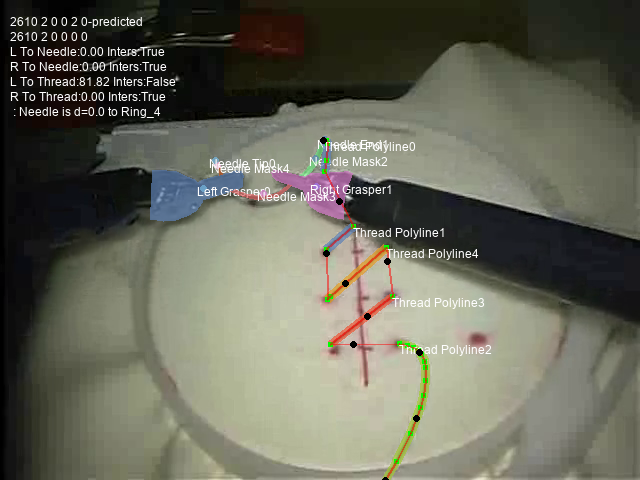 2610 2 0 0 2 0-predicted
2610 2 0 0 0 0
L To Needle:0.00 Inters:True
R To Needle:0.00 Inters:True
L To Thread:81.82 Inters:False
R To Thread:0.00 Inters:True
: Needle is d=0.0 to Ring_4
Needle End1
Thread Polyline0
Needle Tip0
Needle Mask4
Needle Mask2
Left Grasper0
Needle Mask3
Right Grasper1
Thread Polyline1
Thread Polyline4
Thread Polyline3
Thread Polyline2